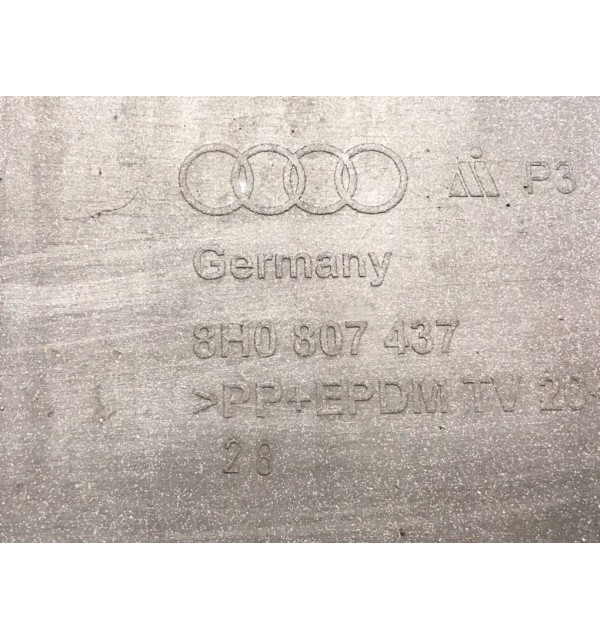 P3
Germany
8H0 807 437
>PP+EPDM TV 20
28